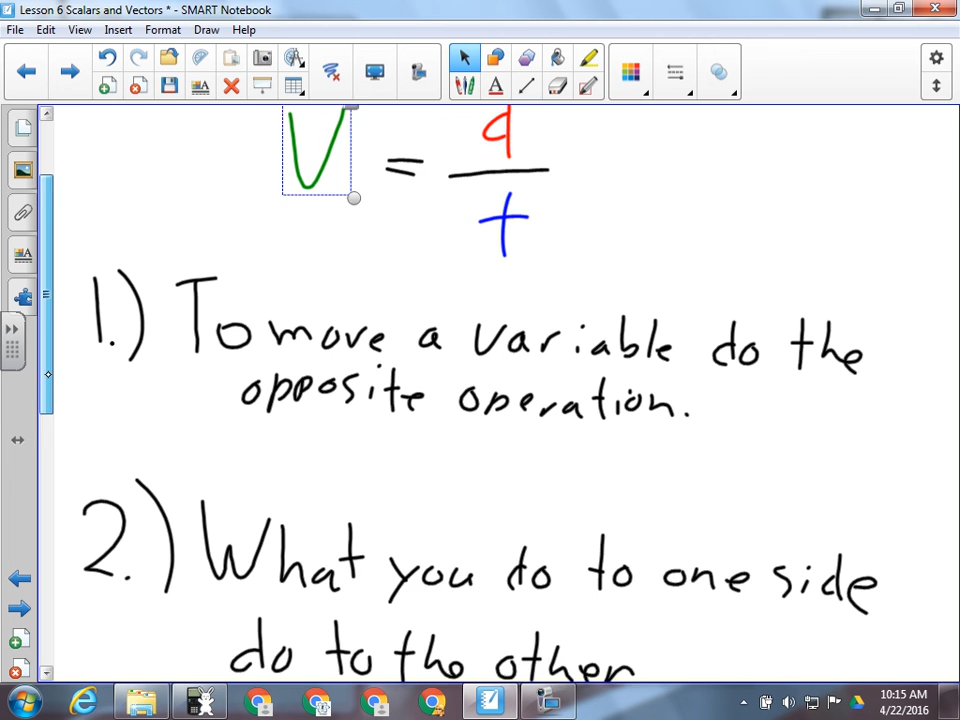 Lesson 6 Scalars and Vectors * - SMART Notebook
File Edit View Insert Format Draw Help
V = d
t
1.) To move a variable do the
opposite operation.
2.) What you do to one side
do to the other
10:15 AM
4/22/2016